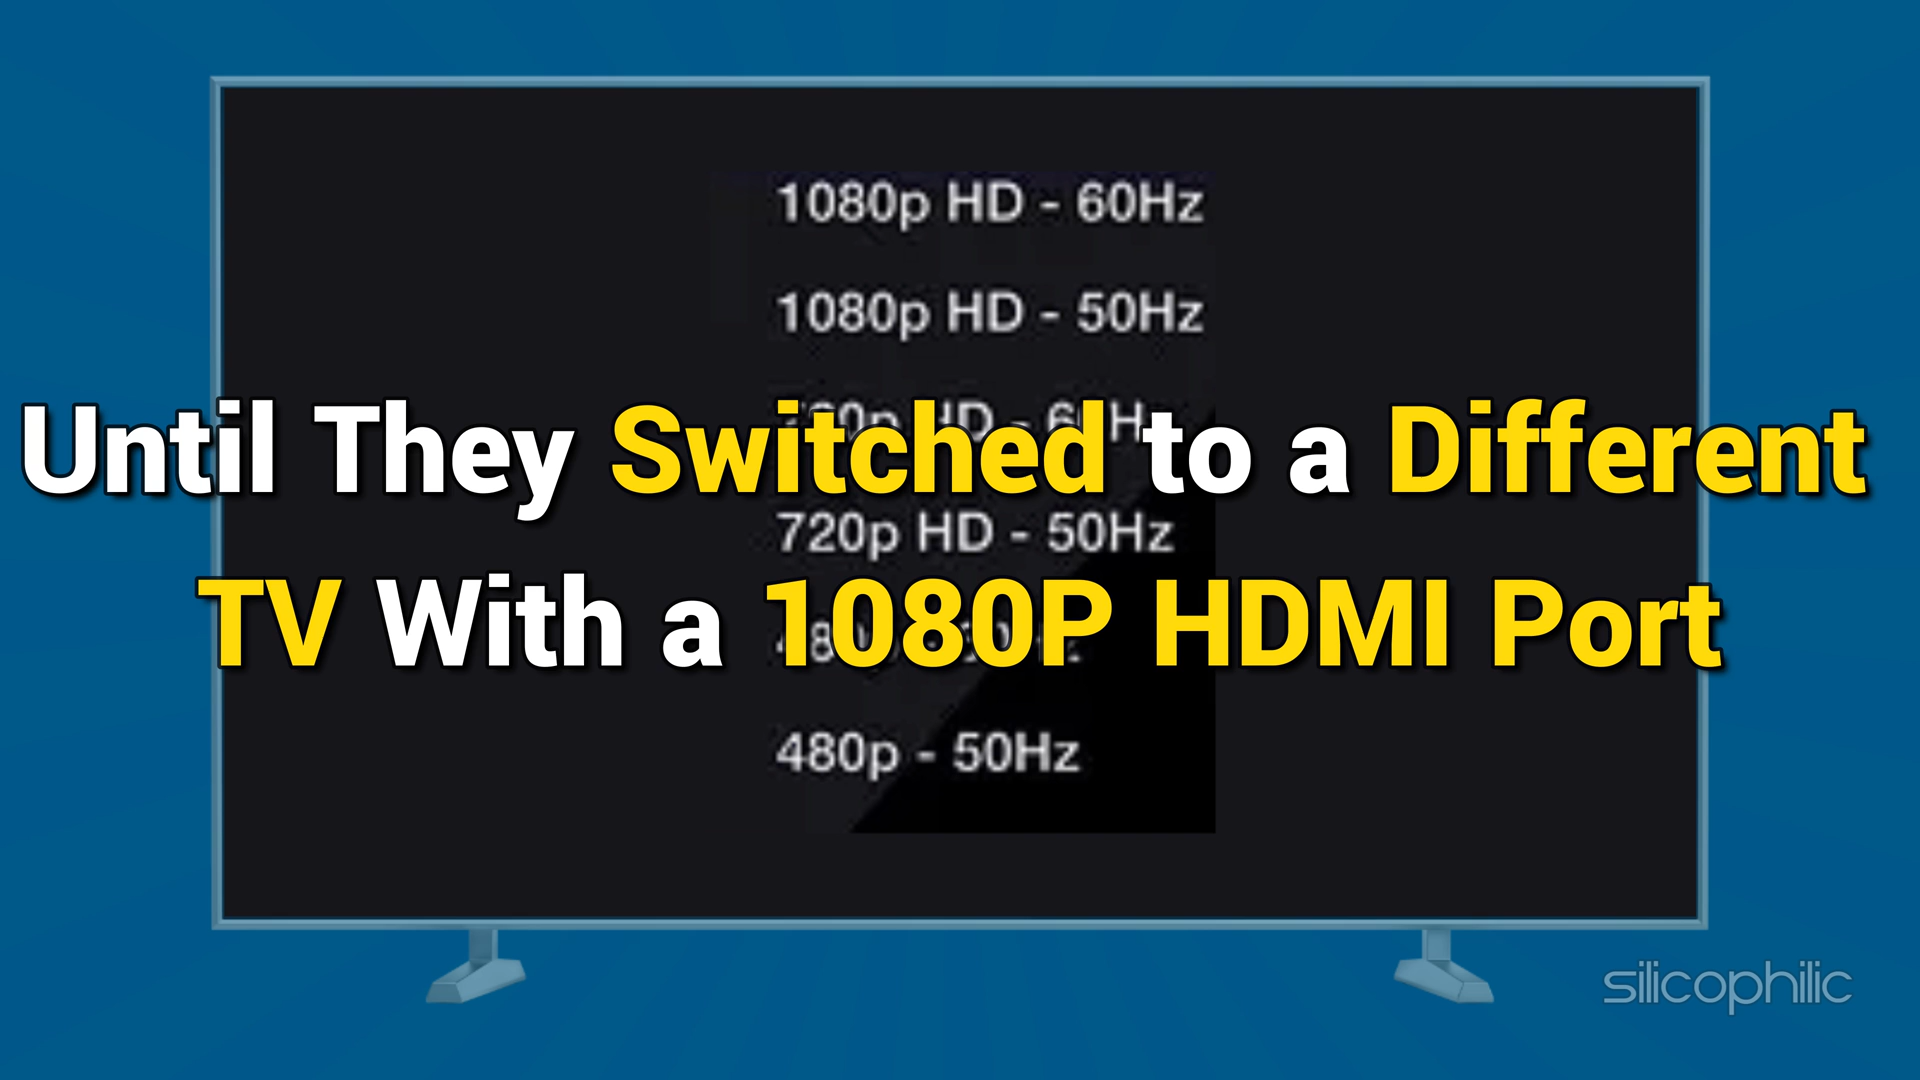 1080p HD - 60Hz
1080p HD - 50Hz
Until They Switched to a Different
720p HD - 50Hz
TV With a 1080P HDMI Port
480p - 50Hz
silicophilic